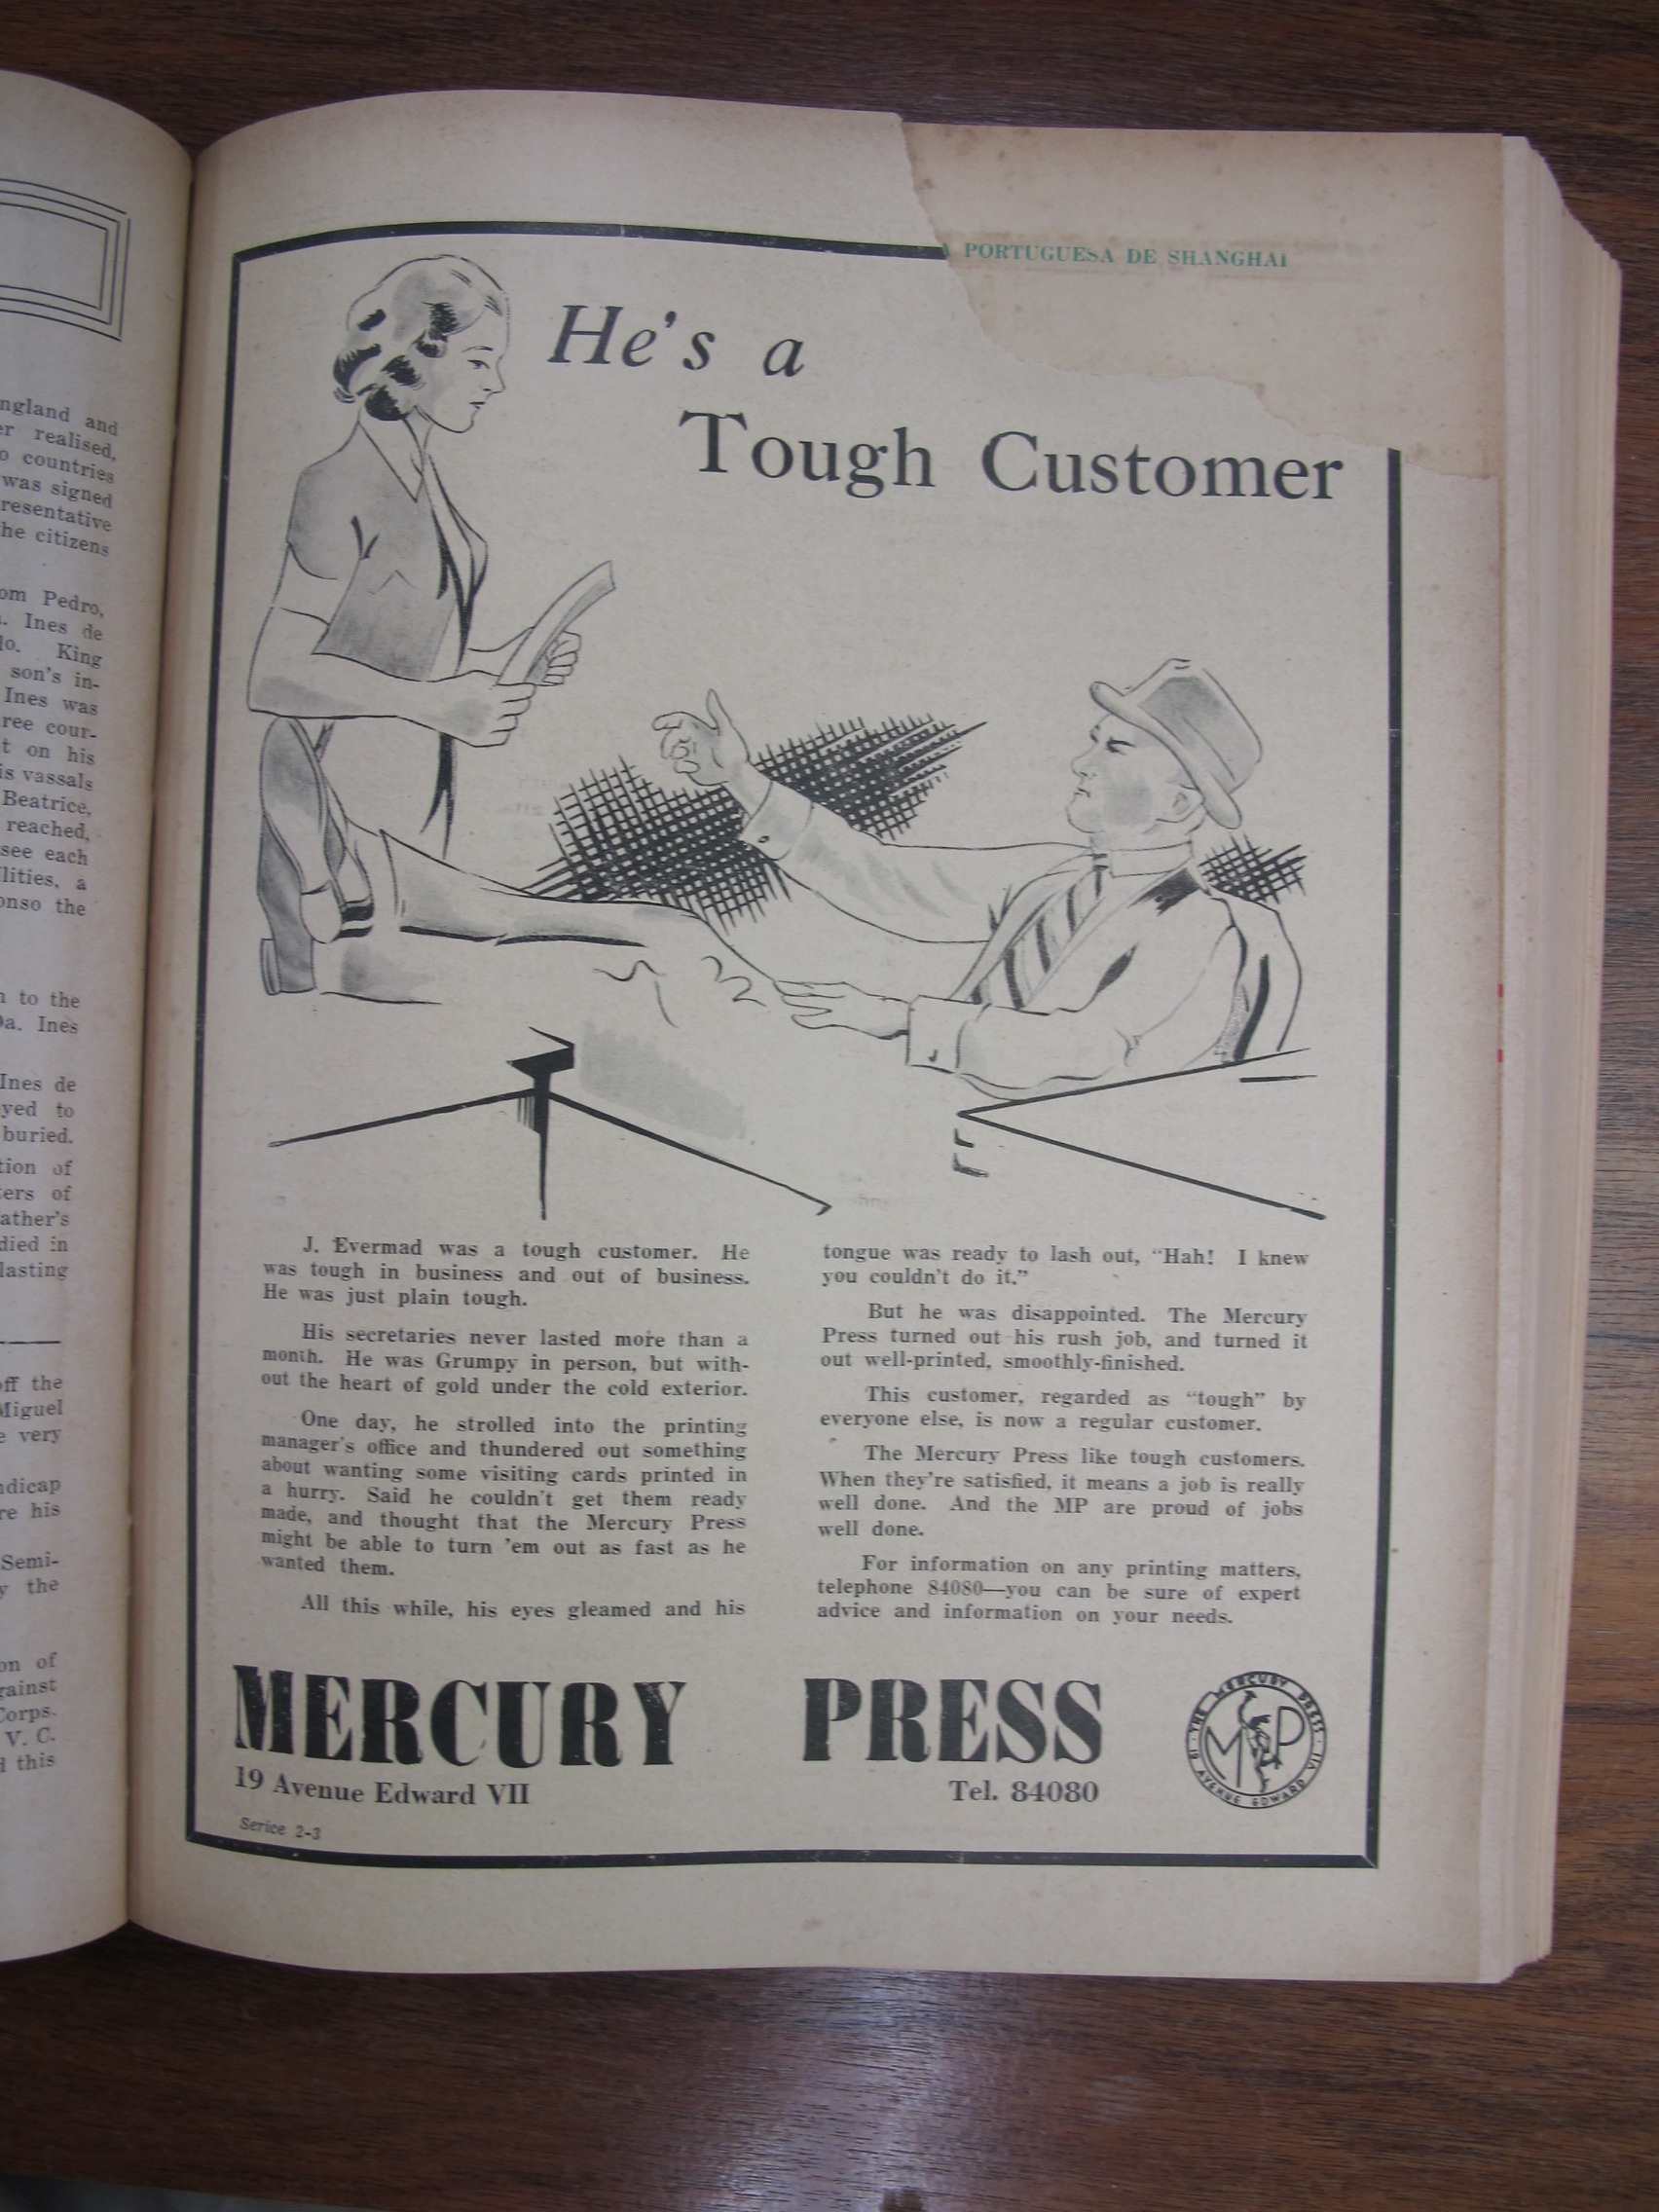 ngland and
er realised,
o countries
was signed
resentative
he citizens
om Pedro,
Ines de
lo. King
son's in-
Ines was
ree cour-
t on his
is vassals
Beatrice,
reached,
see each
lities, a
onso the
n to the
Da. Ines
Ines de
yed to
buried.
tion of
ters of
ather's
died in
lasting
off the
Miguel
e very
ndicap
re his
Semi-
y the
on of
gainst
Corps.
V. C.
d this
A PORTUGUESA DE SHANGHAI
He's a
Tough Customer
J. Evermad was a tough customer. He
was tough in business and out of business.
He was just plain tough.
His secretaries never lasted more than a
month. He was Grumpy in person, but with-
out the heart of gold under the cold exterior.
One day, he strolled into the printing
manager's office and thundered out something
about wanting some visiting cards printed in
a hurry. Said he couldn't get them ready
made, and thought that the Mercury Press
might be able to turn 'em out as fast as he
wanted them.
All this while, his eyes gleamed and his
tongue was ready to lash out, “Hah! I knew
you couldn't do it.”
But he was disappointed. The Mercury
Press turned out his rush job, and turned it
out well-printed, smoothly-finished.
This customer, regarded as “tough” by
everyone else, is now a regular customer.
The Mercury Press like tough customers.
When they're satisfied, it means a job is really
well done. And the MP are proud of jobs
well done.
For information on any printing matters,
telephone 84080—you can be sure of expert
advice and information on your needs.
MERCURY PRESS
19 Avenue Edward VII
Tel. 84080
THE MERCURY PRESS
MP
19 AVENUE EDWARD VII
Serice 2-3